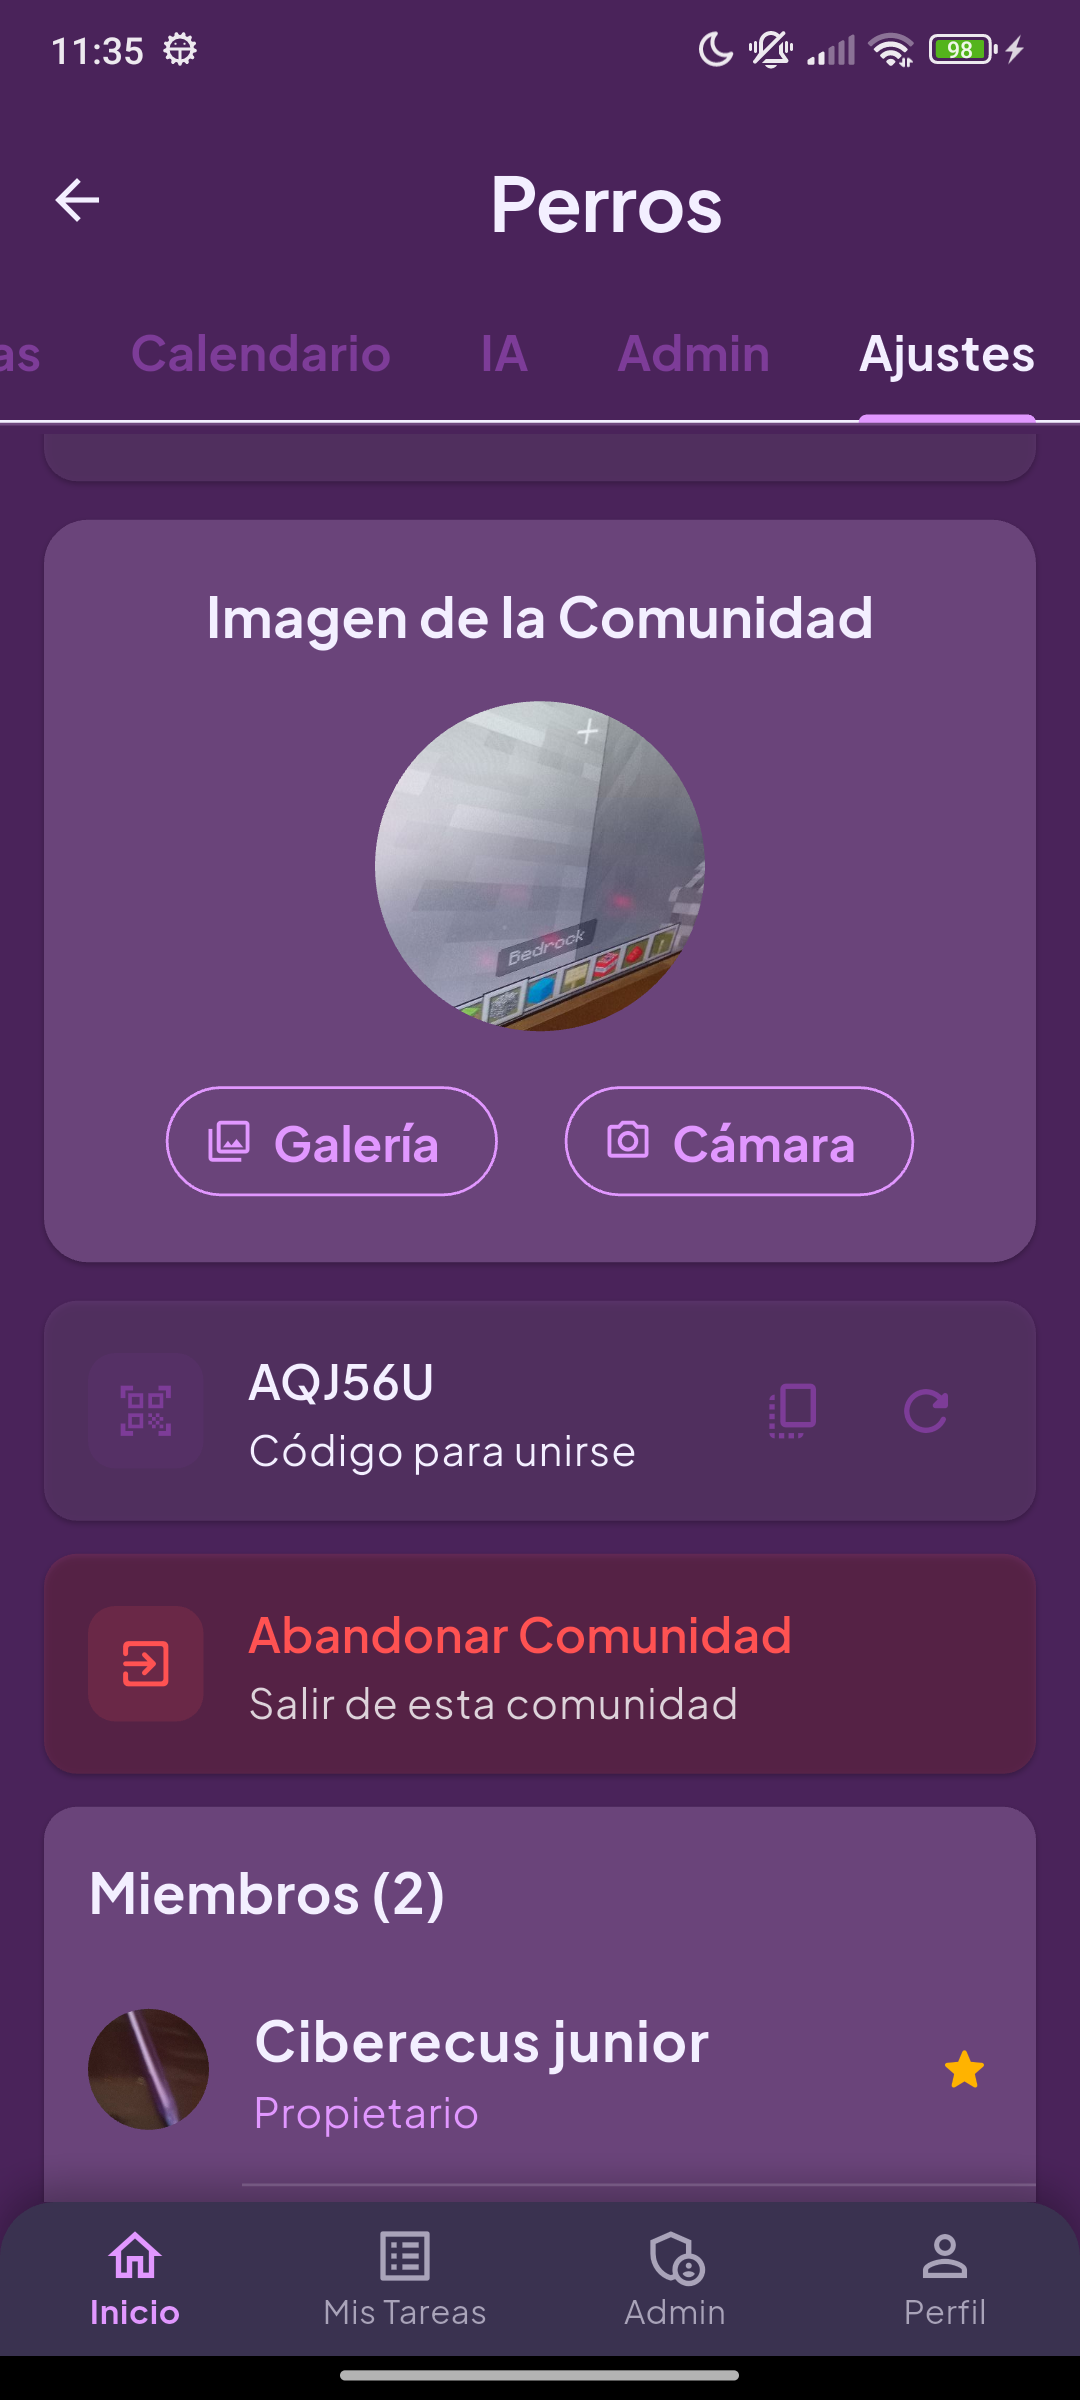 11:35
98
Perros
as Calendario IA Admin Ajustes
Imagen de la Comunidad
Bedrock
Galería Cámara
AQJ56U
Código para unirse
Abandonar Comunidad
Salir de esta comunidad
Miembros (2)
Ciberecus junior
Propietario
Inicio Mis Tareas Admin Perfil